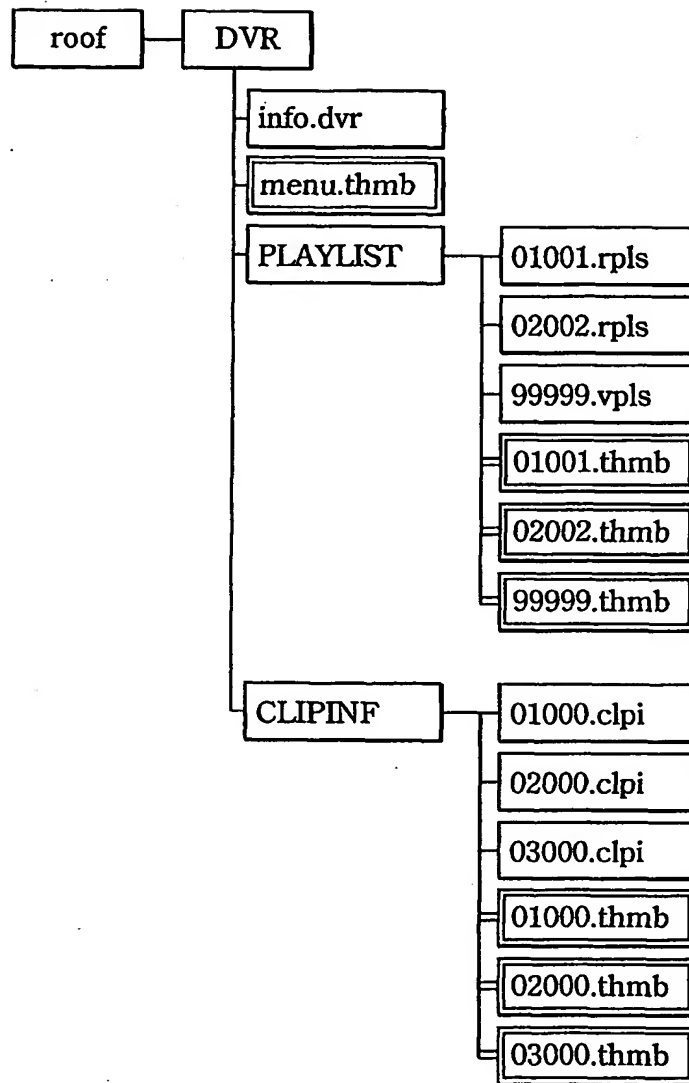 roof
DVR
info.dvr
menu.thmb
PLAYLIST
01001.rpls
02002.rpls
99999.vpls
01001.thmb
02002.thmb
99999.thmb
CLIPINF
01000.clpi
02000.clpi
03000.clpi
01000.thmb
02000.thmb
03000.thmb